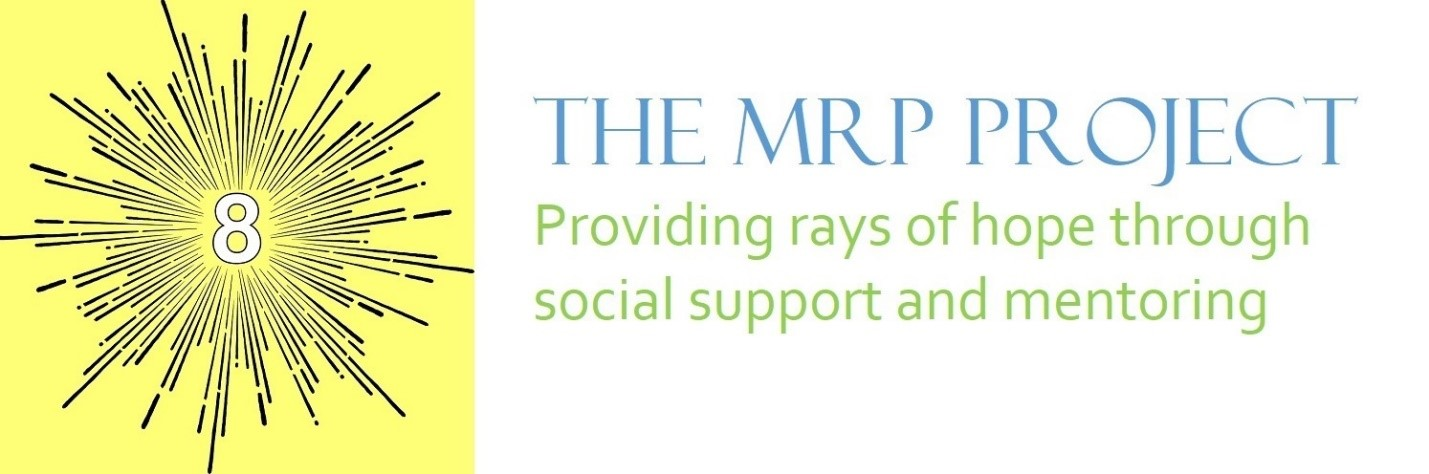 8
THE MRP PROJECT
Providing rays of hope through
social support and mentoring